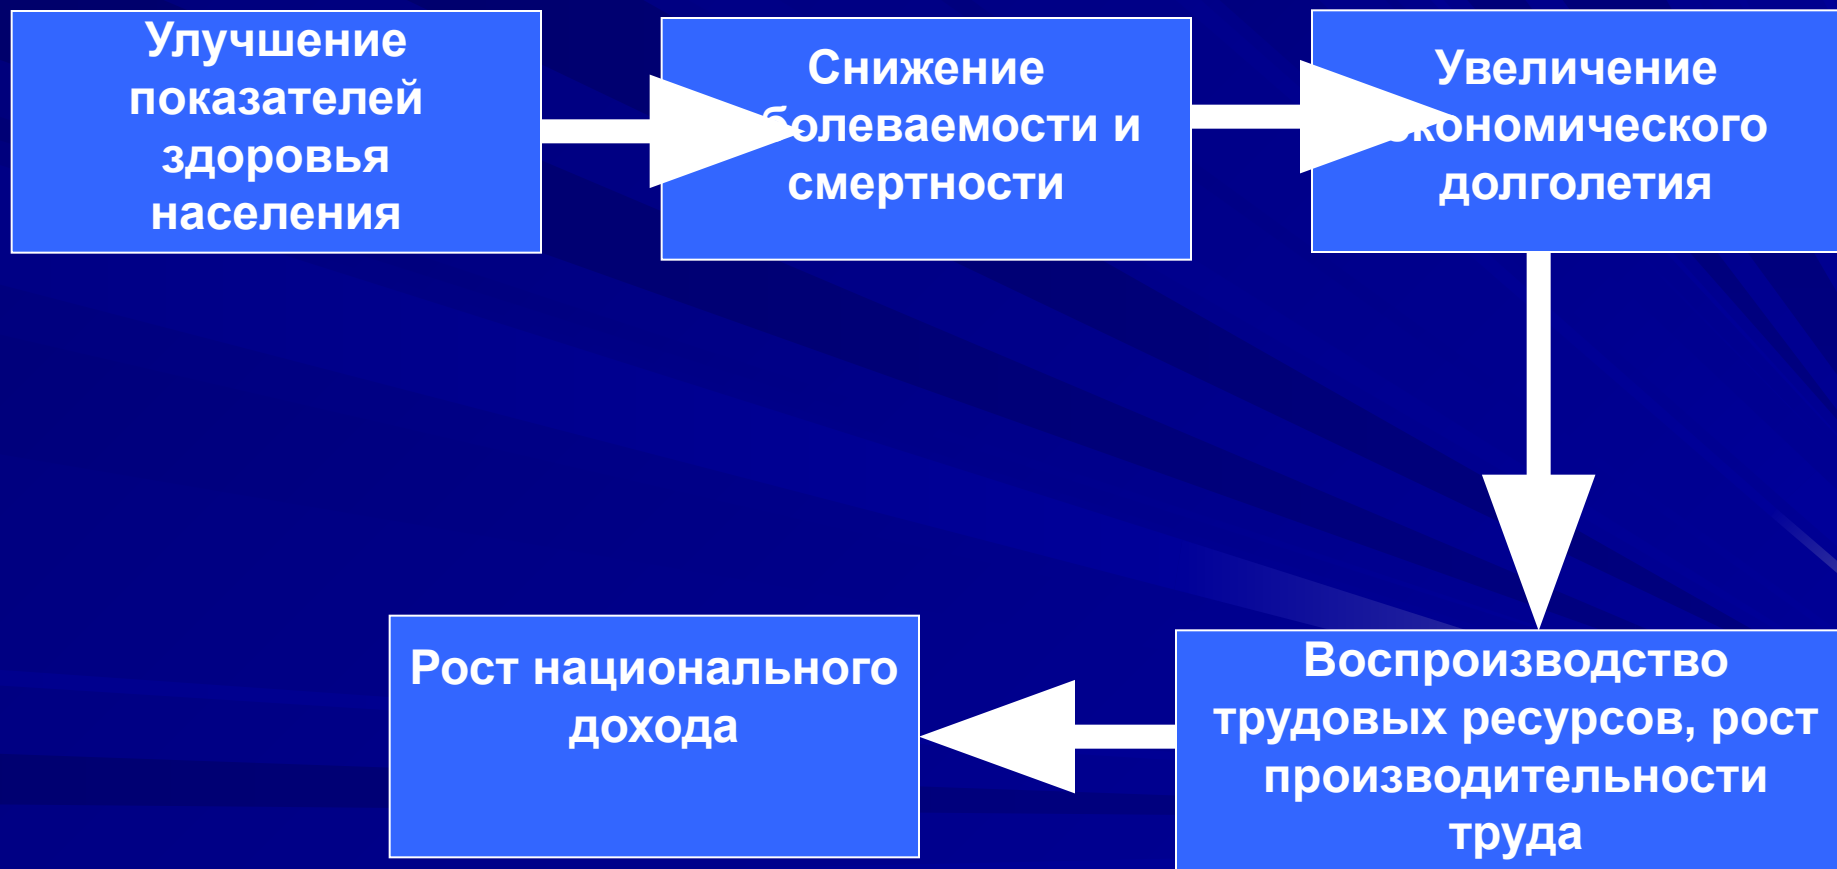 Улучшение
показателей
здоровья
населения
Снижение
болеваемости и
смертности
Увеличение
кономического
долголетия
Воспроизводство
трудовых ресурсов, рост
производительности
труда
Рост национального
дохода